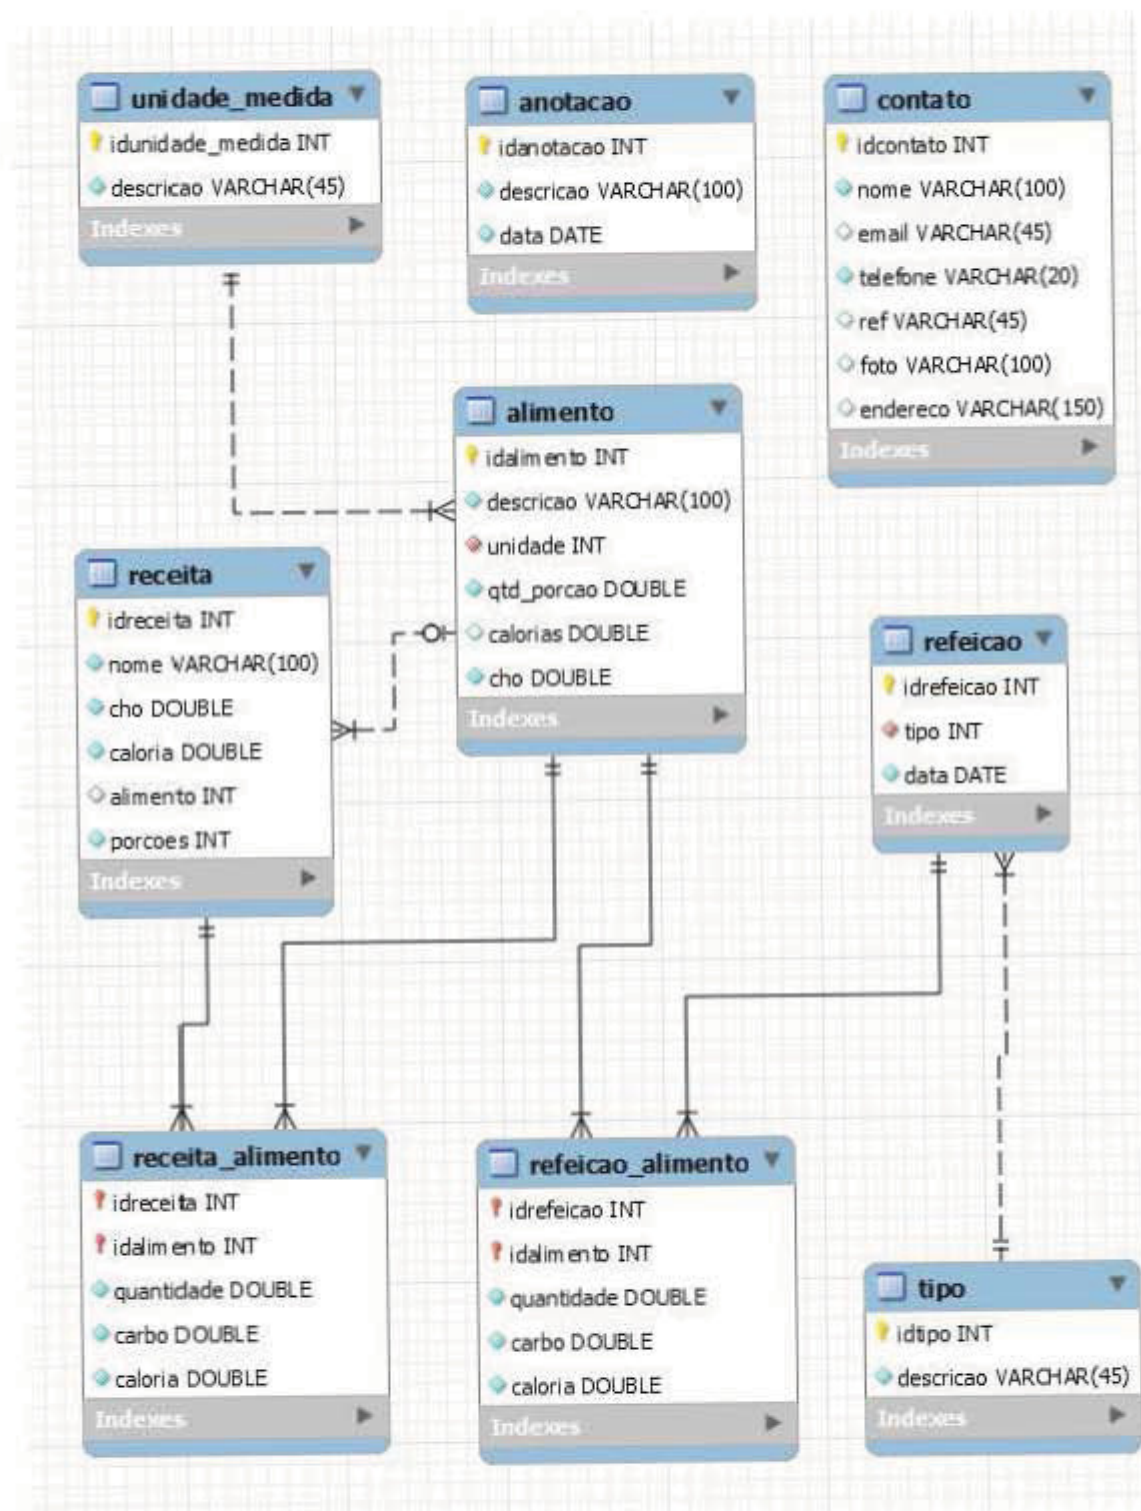 unidade_medida
idunidade_medida INT
descricao VARCHAR(45)
Indexes
anotacao
idanotacao INT
descricao VARCHAR(100)
data DATE
Indexes
contato
idcontato INT
nome VARCHAR(100)
email VARCHAR(45)
telefone VARCHAR(20)
ref VARCHAR(45)
foto VARCHAR(100)
endereco VARCHAR(150)
Indexes
alimento
idalimento INT
descricao VARCHAR(100)
unidade INT
qtd_porcao DOUBLE
calorias DOUBLE
cho DOUBLE
Indexes
receita
idreceita INT
nome VARCHAR(100)
cho DOUBLE
caloria DOUBLE
alimento INT
porcoes INT
Indexes
refeicao
idrefeicao INT
tipo INT
data DATE
Indexes
receita_alimento
idreceita INT
idalimento INT
quantidade DOUBLE
carbo DOUBLE
caloria DOUBLE
Indexes
refeicao_alimento
idrefeicao INT
idalimento INT
quantidade DOUBLE
carbo DOUBLE
caloria DOUBLE
Indexes
tipo
idtipo INT
descricao VARCHAR(45)
Indexes